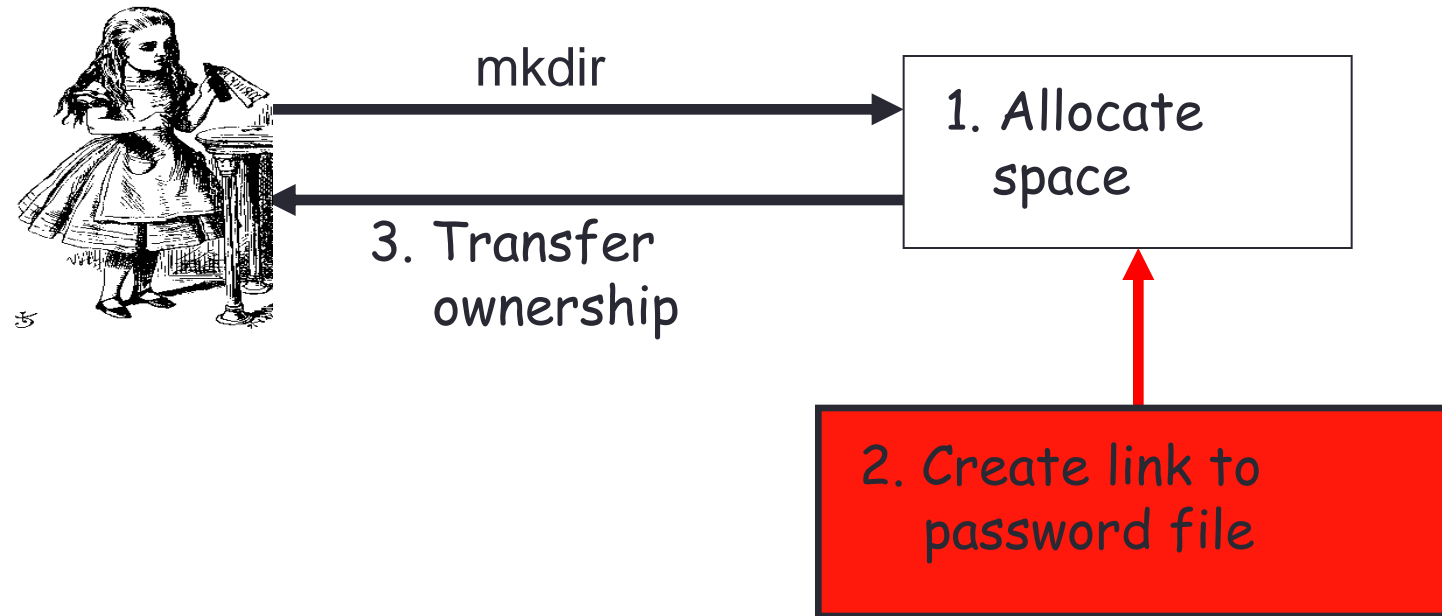 mkdir
1. Allocate
space
3. Transfer
ownership
2. Create link to
password file